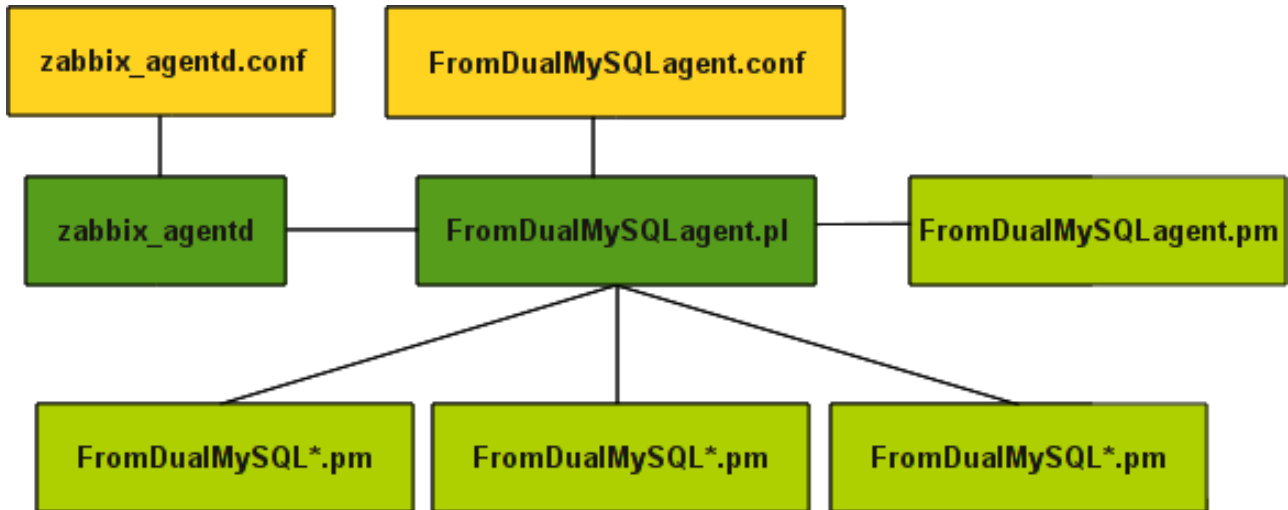 zabbix_agentd.conf
FromDualMySQLagent.conf
zabbix_agentd
FromDualMySQLagent.pl
FromDualMySQLagent.pm
FromDualMySQL*.pm
FromDualMySQL*.pm
FromDualMySQL*.pm